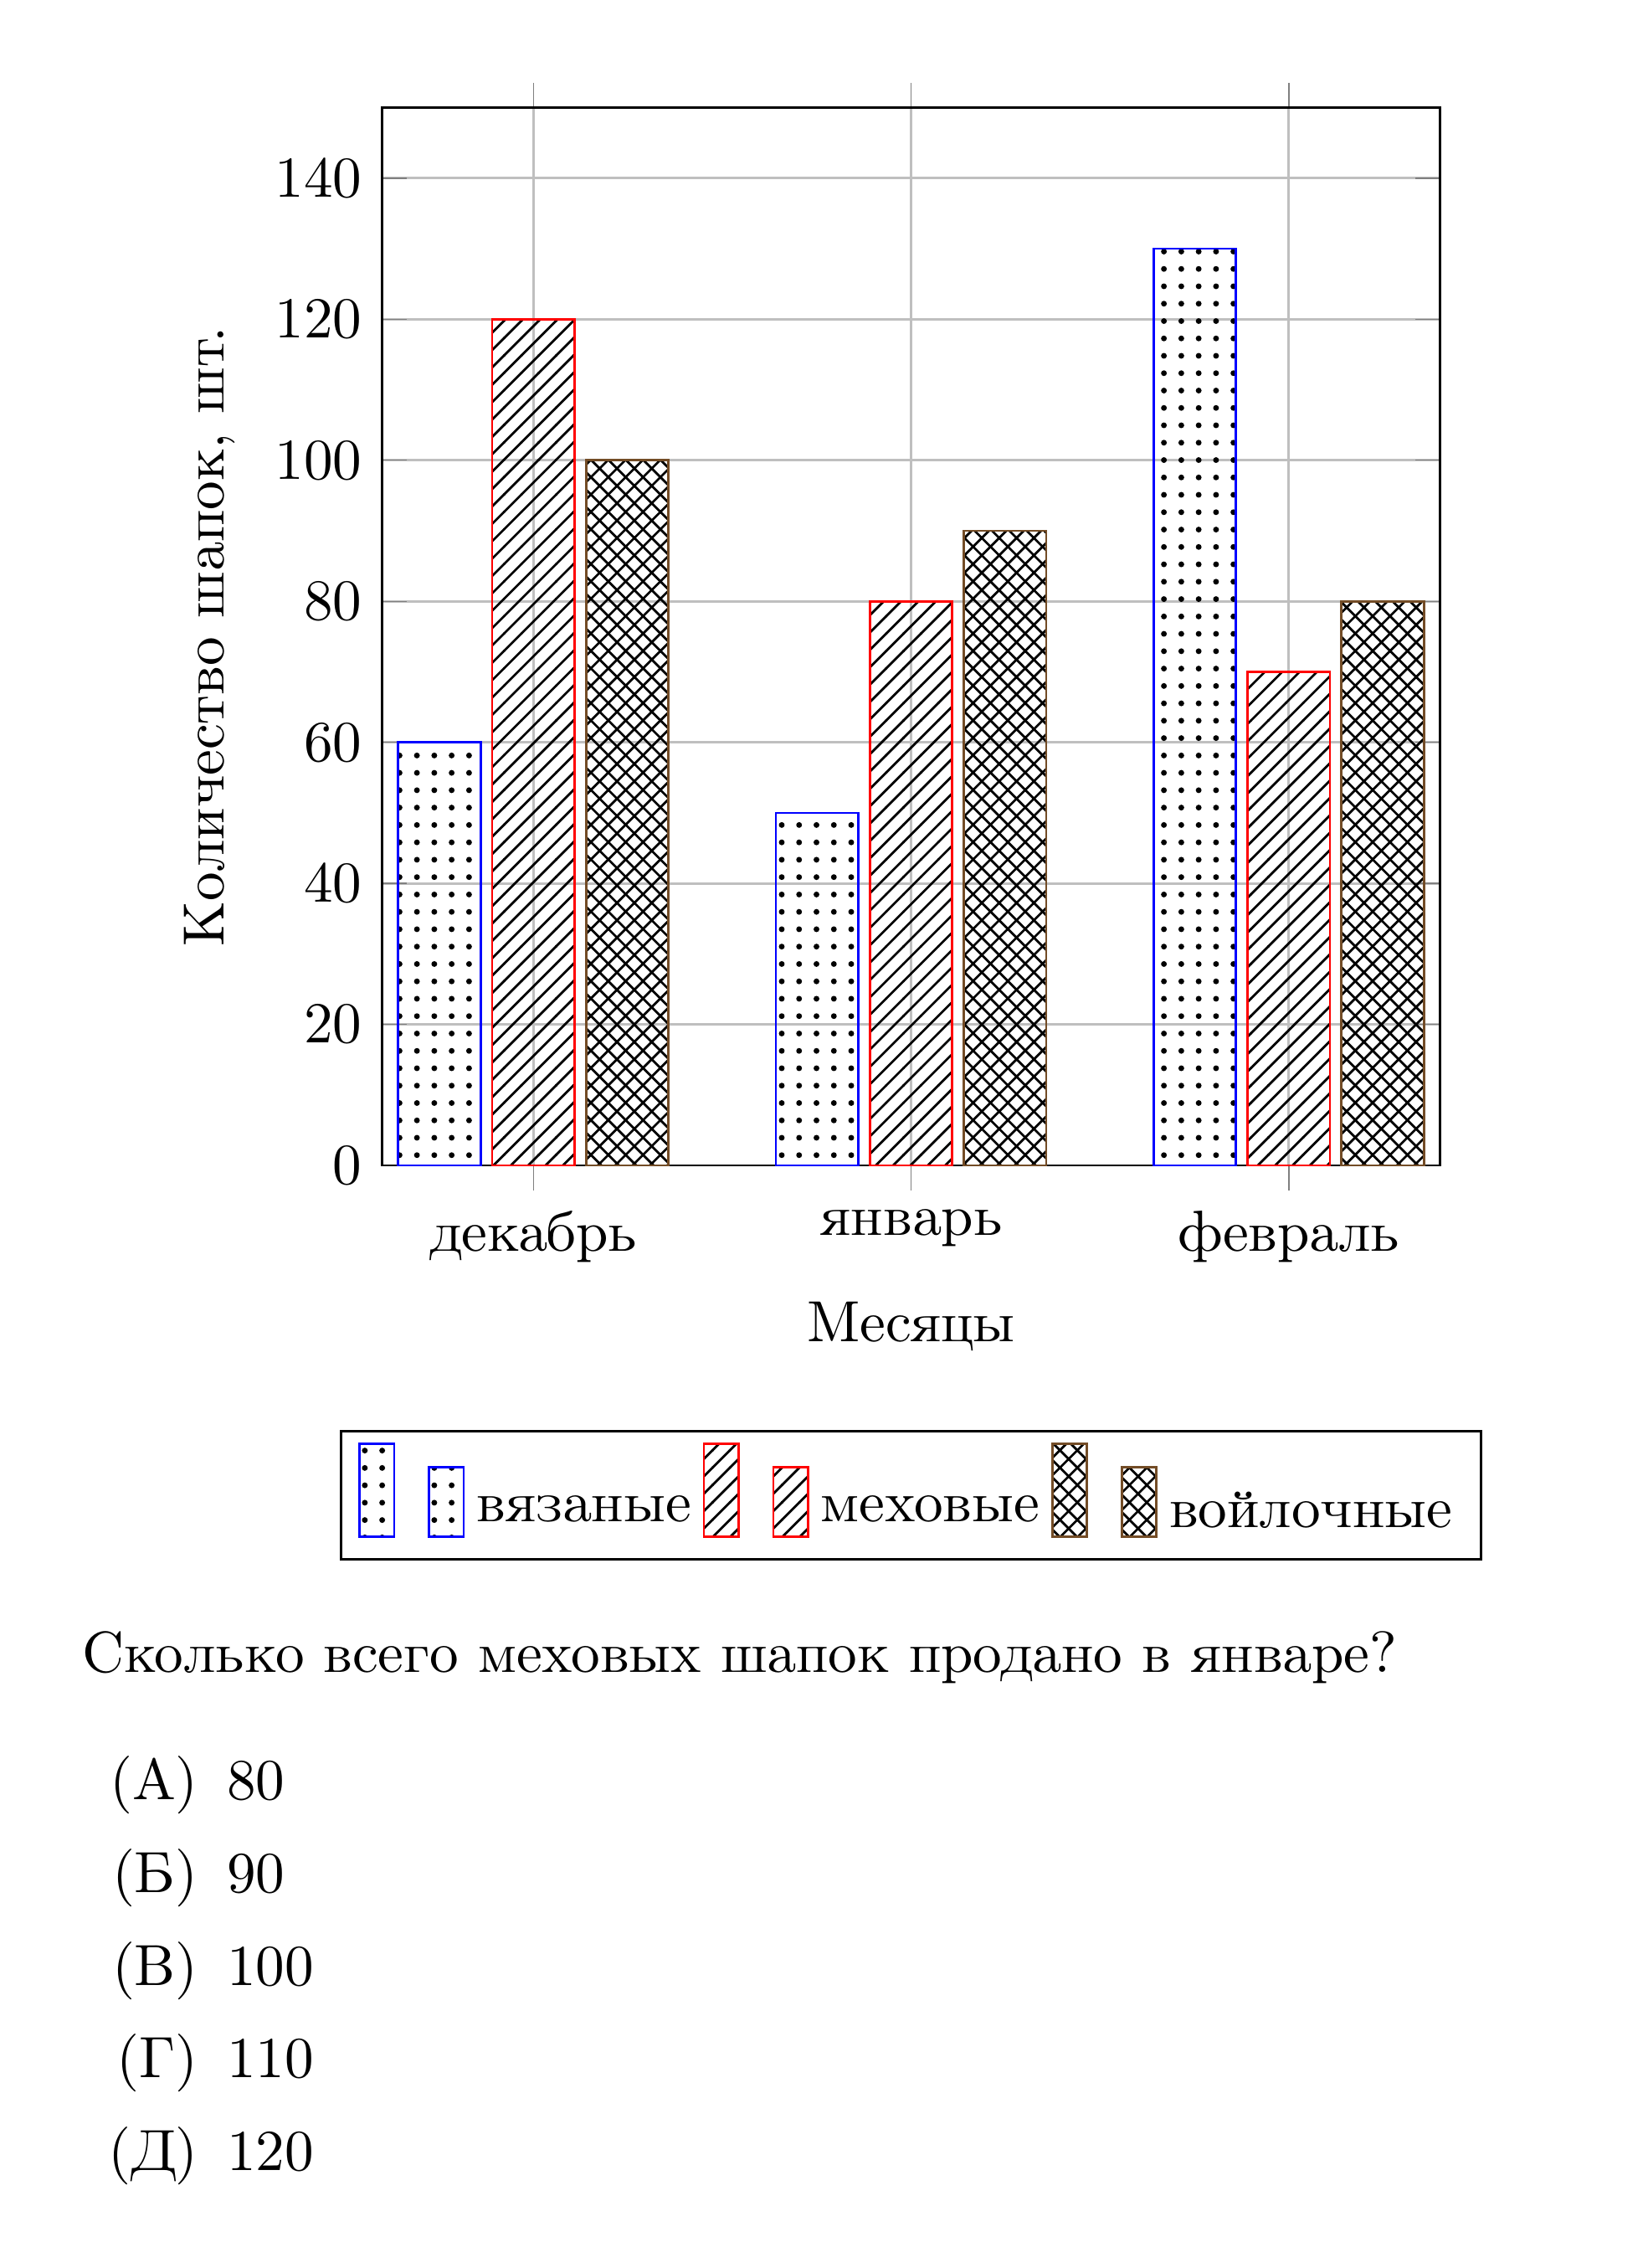 140
120
100
80
60
40
20
0
Количество шапок, шт.
декабрь январь февраль
Месяцы
вязаные меховые войлочные
Сколько всего меховых шапок продано в январе?
(А) 80
(Б) 90
(В) 100
(Г) 110
(Д) 120